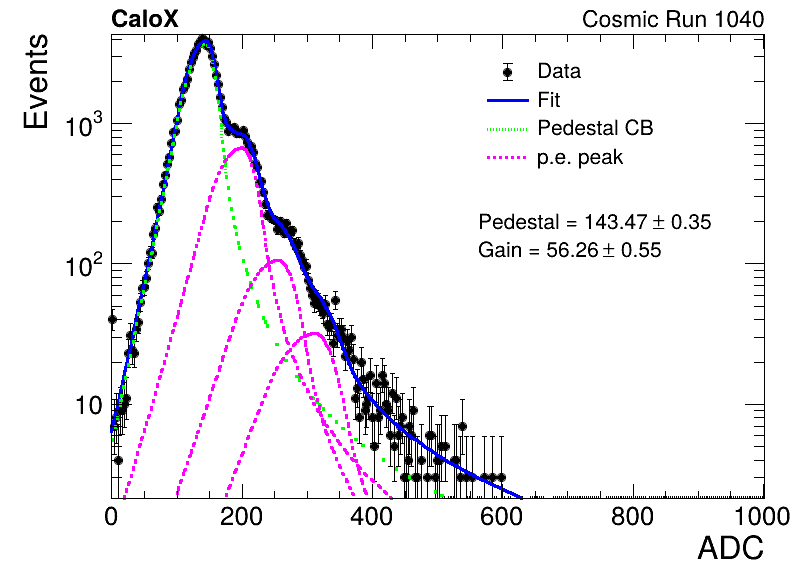 CaloX Cosmic Run 1040
Events
Data
Fit
Pedestal CB
p.e. peak
Pedestal = 143.47 ± 0.35
Gain = 56.26 ± 0.55
10³
10²
10
0 200 400 600 800 1000
ADC